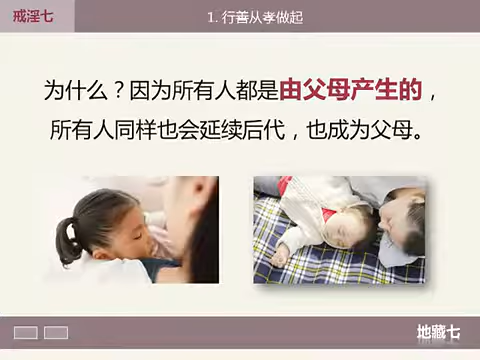 戒淫七
1. 行善从孝做起
为什么？因为所有人都是由父母产生的，
所有人同样也会延续后代，也成为父母。
地藏七